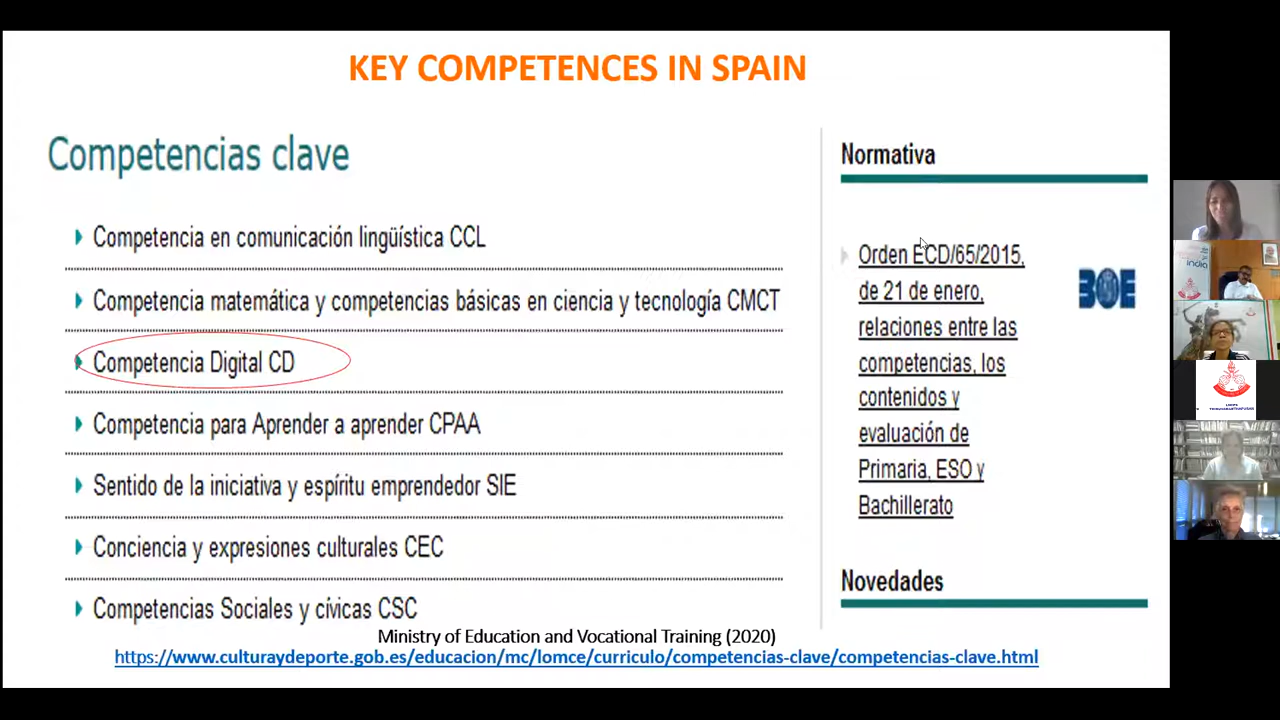 KEY COMPETENCES IN SPAIN
Competencias clave
Competencia en comunicación lingüística CCL
Competencia matemática y competencias básicas en ciencia y tecnología CMCT
Competencia Digital CD
Competencia para Aprender a aprender CPAA
Sentido de la iniciativa y espíritu emprendedor SIE
Conciencia y expresiones culturales CEC
Competencias Sociales y cívicas CSC
Normativa
Orden ECD/65/2015,
de 21 de enero,
relaciones entre las
competencias, los
contenidos y
evaluación de
Primaria, ESO y
Bachillerato
BOE
Novedades
Ministry of Education and Vocational Training (2020)
https://www.culturaydeporte.gob.es/educacion/mc/lomce/curriculo/competencias-clave/competencias-clave.html
india